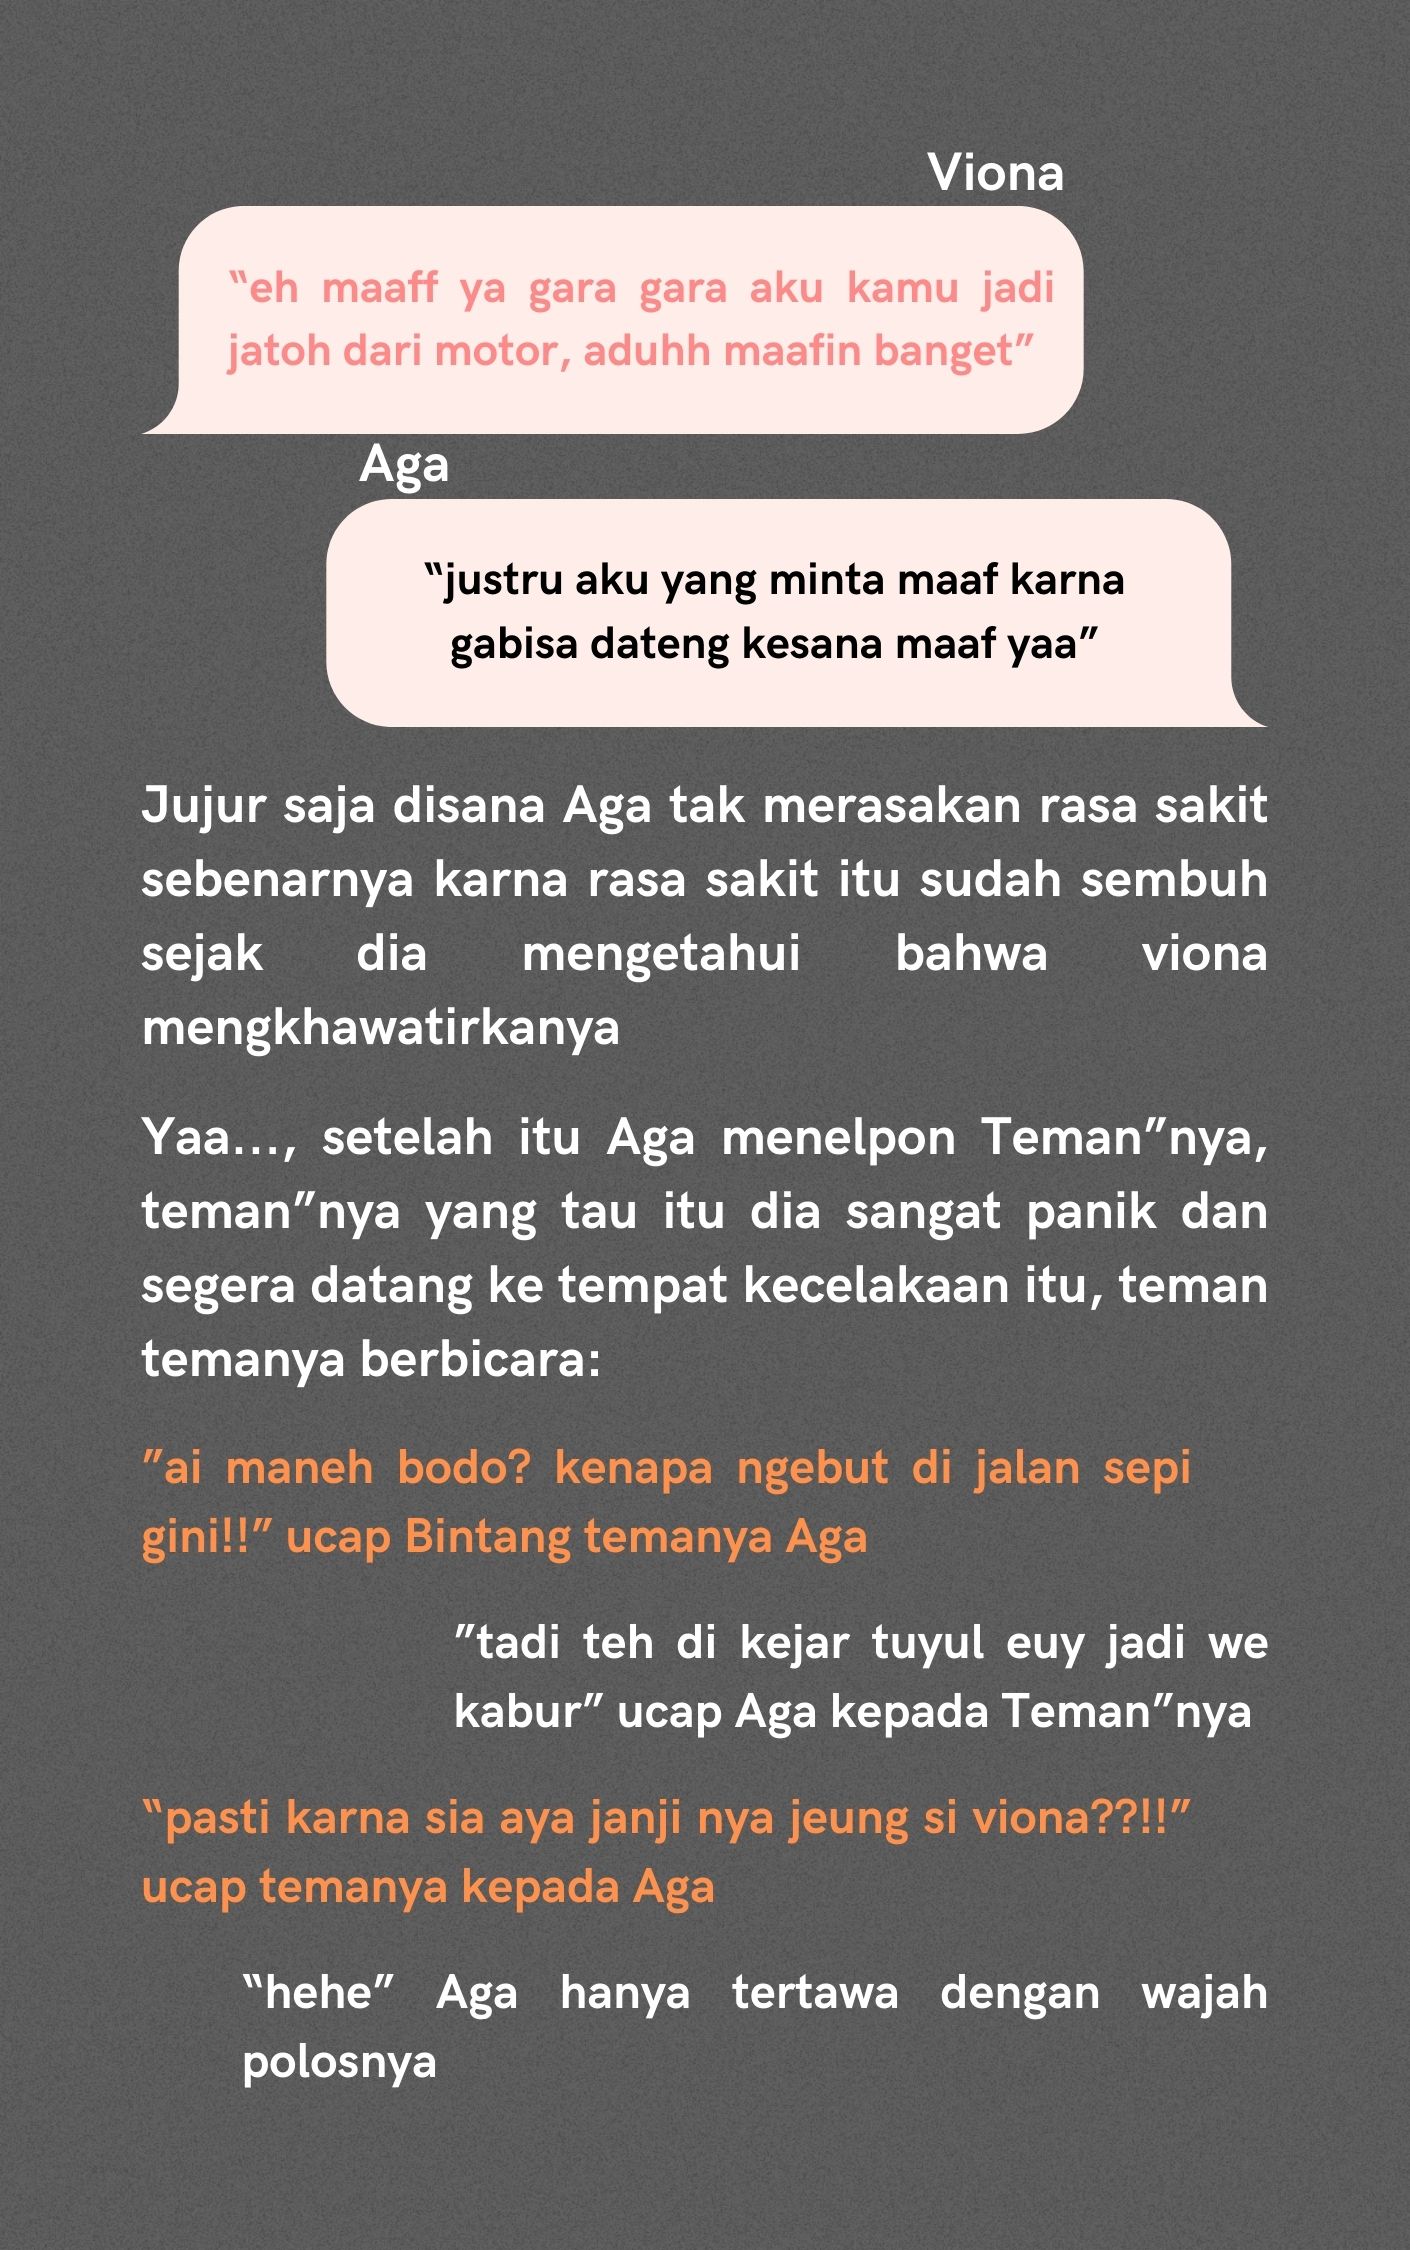 Viona
“eh maaff ya gara gara aku kamu jadi
jatoh dari motor, aduhh maafin banget”
Aga
“justru aku yang minta maaf karna
gabisa dateng kesana maaf yaa”
Jujur saja disana Aga tak merasakan rasa sakit
sebenarnya karna rasa sakit itu sudah sembuh
sejak dia mengetahui bahwa viona
mengkhawatirkanya
Yaa..., setelah itu Aga menelpon Teman”nya,
teman”nya yang tau itu dia sangat panik dan
segera datang ke tempat kecelakaan itu, teman
temanya berbicara:
”ai maneh bodo? kenapa ngebut di jalan sepi
gini!!” ucap Bintang temanya Aga
”tadi teh di kejar tuyul euy jadi we
kabur” ucap Aga kepada Teman”nya
“pasti karna sia aya janji nya jeung si viona??!!”
ucap temanya kepada Aga
“hehe” Aga hanya tertawa dengan wajah
polosnya